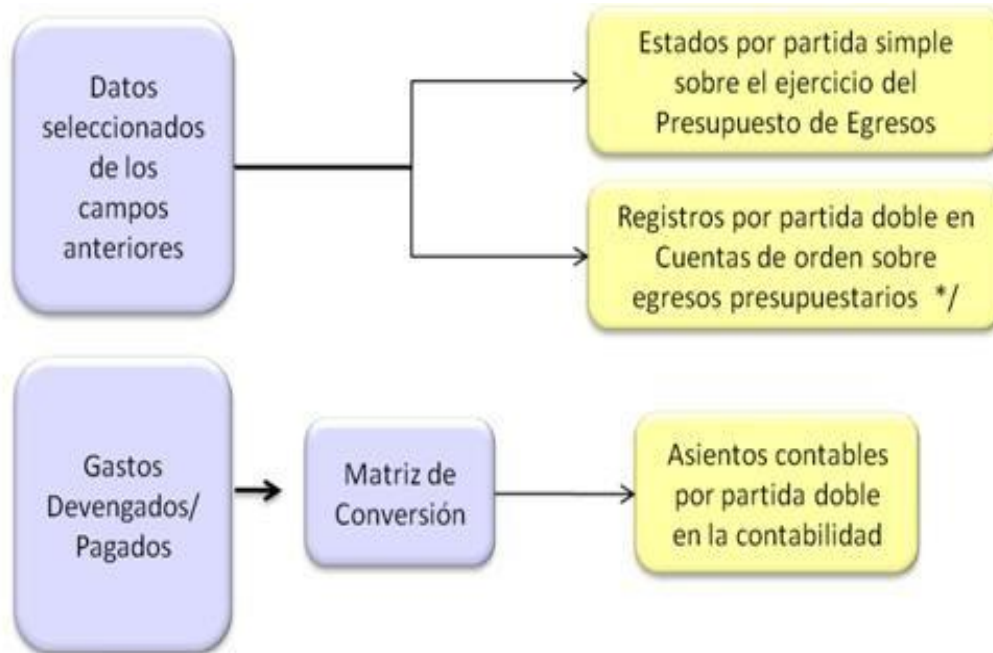 Datos
seleccionados
de los
campos
anteriores
Estados por partida simple
sobre el ejercicio del
Presupuesto de Egresos
Registros por partida doble en
Cuentas de orden sobre
egresos presupuestarios */
Gastos
Devengados/
Pagados
Matriz de
Conversión
Asientos contables
por partida doble
en la contabilidad